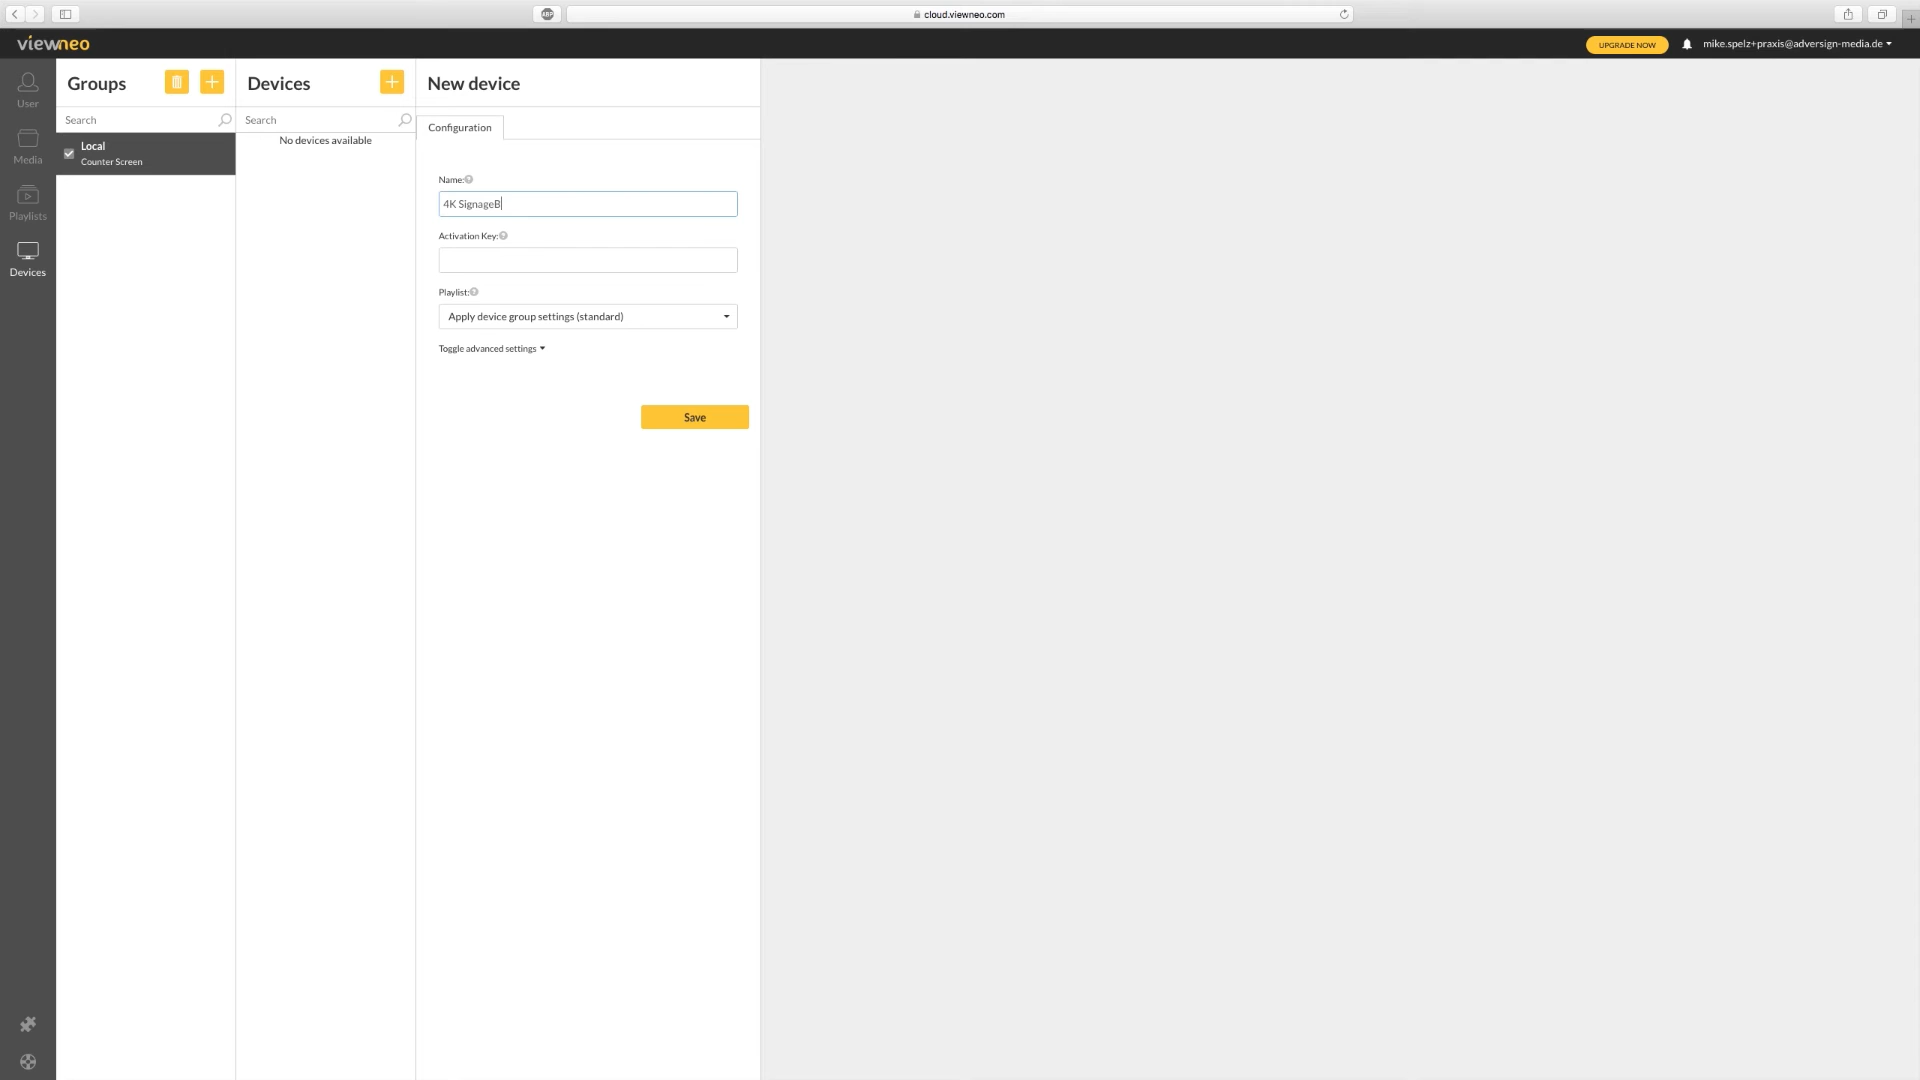 ABP
cloud.viewneo.com
viewneo
UPGRADE NOW
mike.spelz+praxis@adversign-media.de
User
Media
Playlists
Devices
Groups
Search
Local
Counter Screen
Devices
Search
No devices available
New device
Configuration
Name:
4K SignageB
Activation Key:
Playlist:
Apply device group settings (standard)
Toggle advanced settings
Save